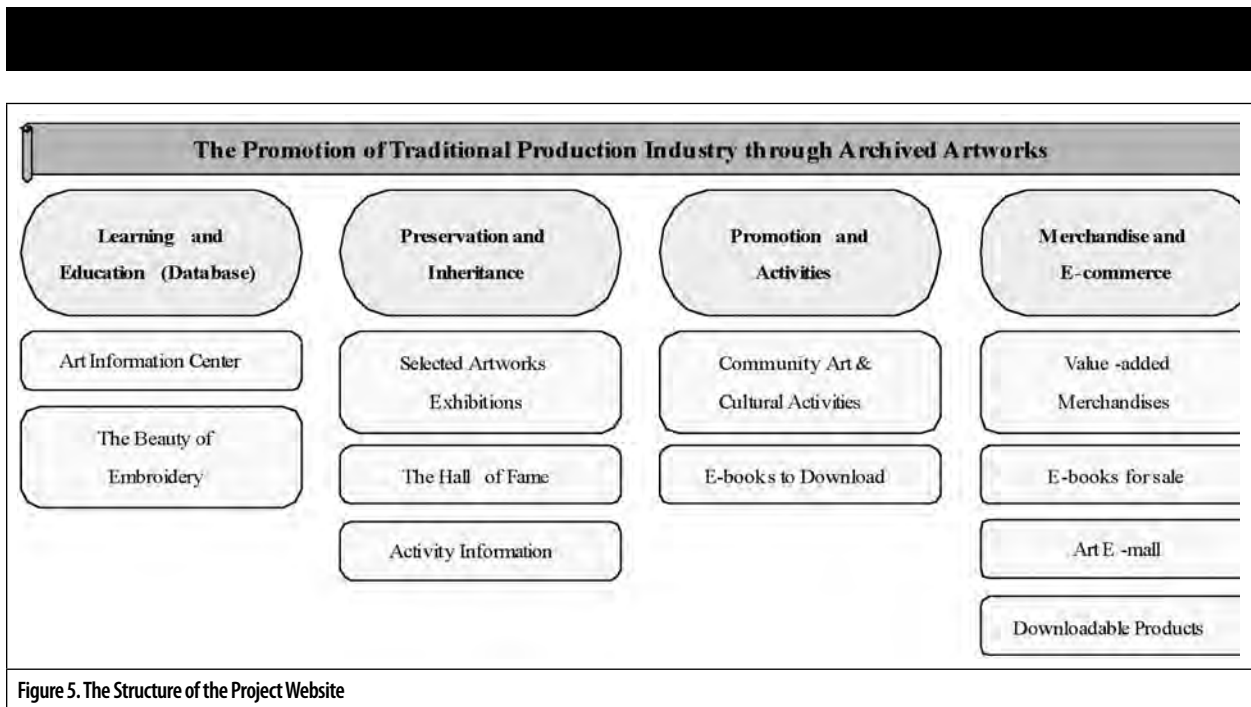 The Promotion of Traditional Production Industry through Archived Artworks
Learning and
Education (Database)
Art Information Center
The Beauty of
Embroidery
Preservation and
Inheritance
Selected Artworks
Exhibitions
The Hall of Fame
Activity Information
Promotion and
Activities
Community Art &
Cultural Activities
E-books to Download
Merchandise and
E-commerce
Value -added
Merchandises
E-books for sale
Art E -mall
Downloadable Products
Figure 5. The Structure of the Project Website